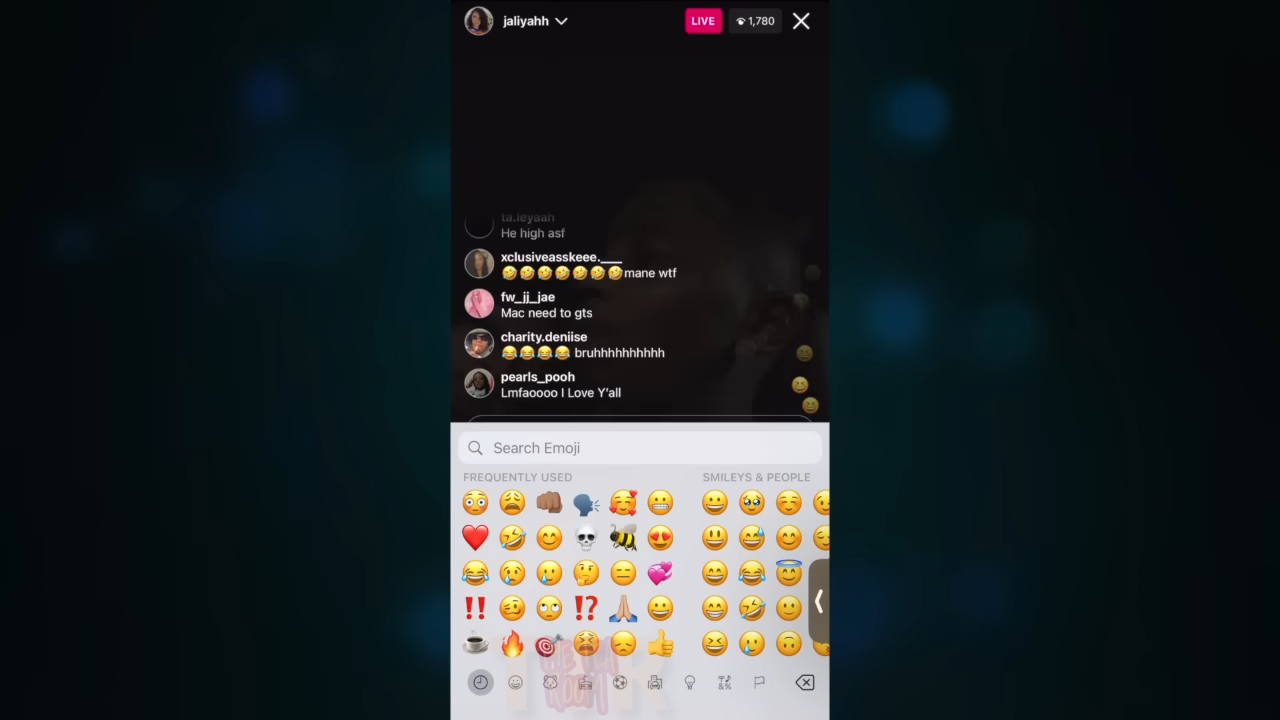 jaliyahh
LIVE
1,780
ta.leyaah
He high asf
xclusiveasskeee.____
🤣🤣🤣🤣🤣🤣🤣mane wtf
fw_jj_jae
Mac need to gts
charity.deniise
😂😂😂😂 bruhhhhhhhhhh
pearls_pooh
Lmfaoooo I Love Y'all
Search Emoji
FREQUENTLY USED
SMILEYS & PEOPLE